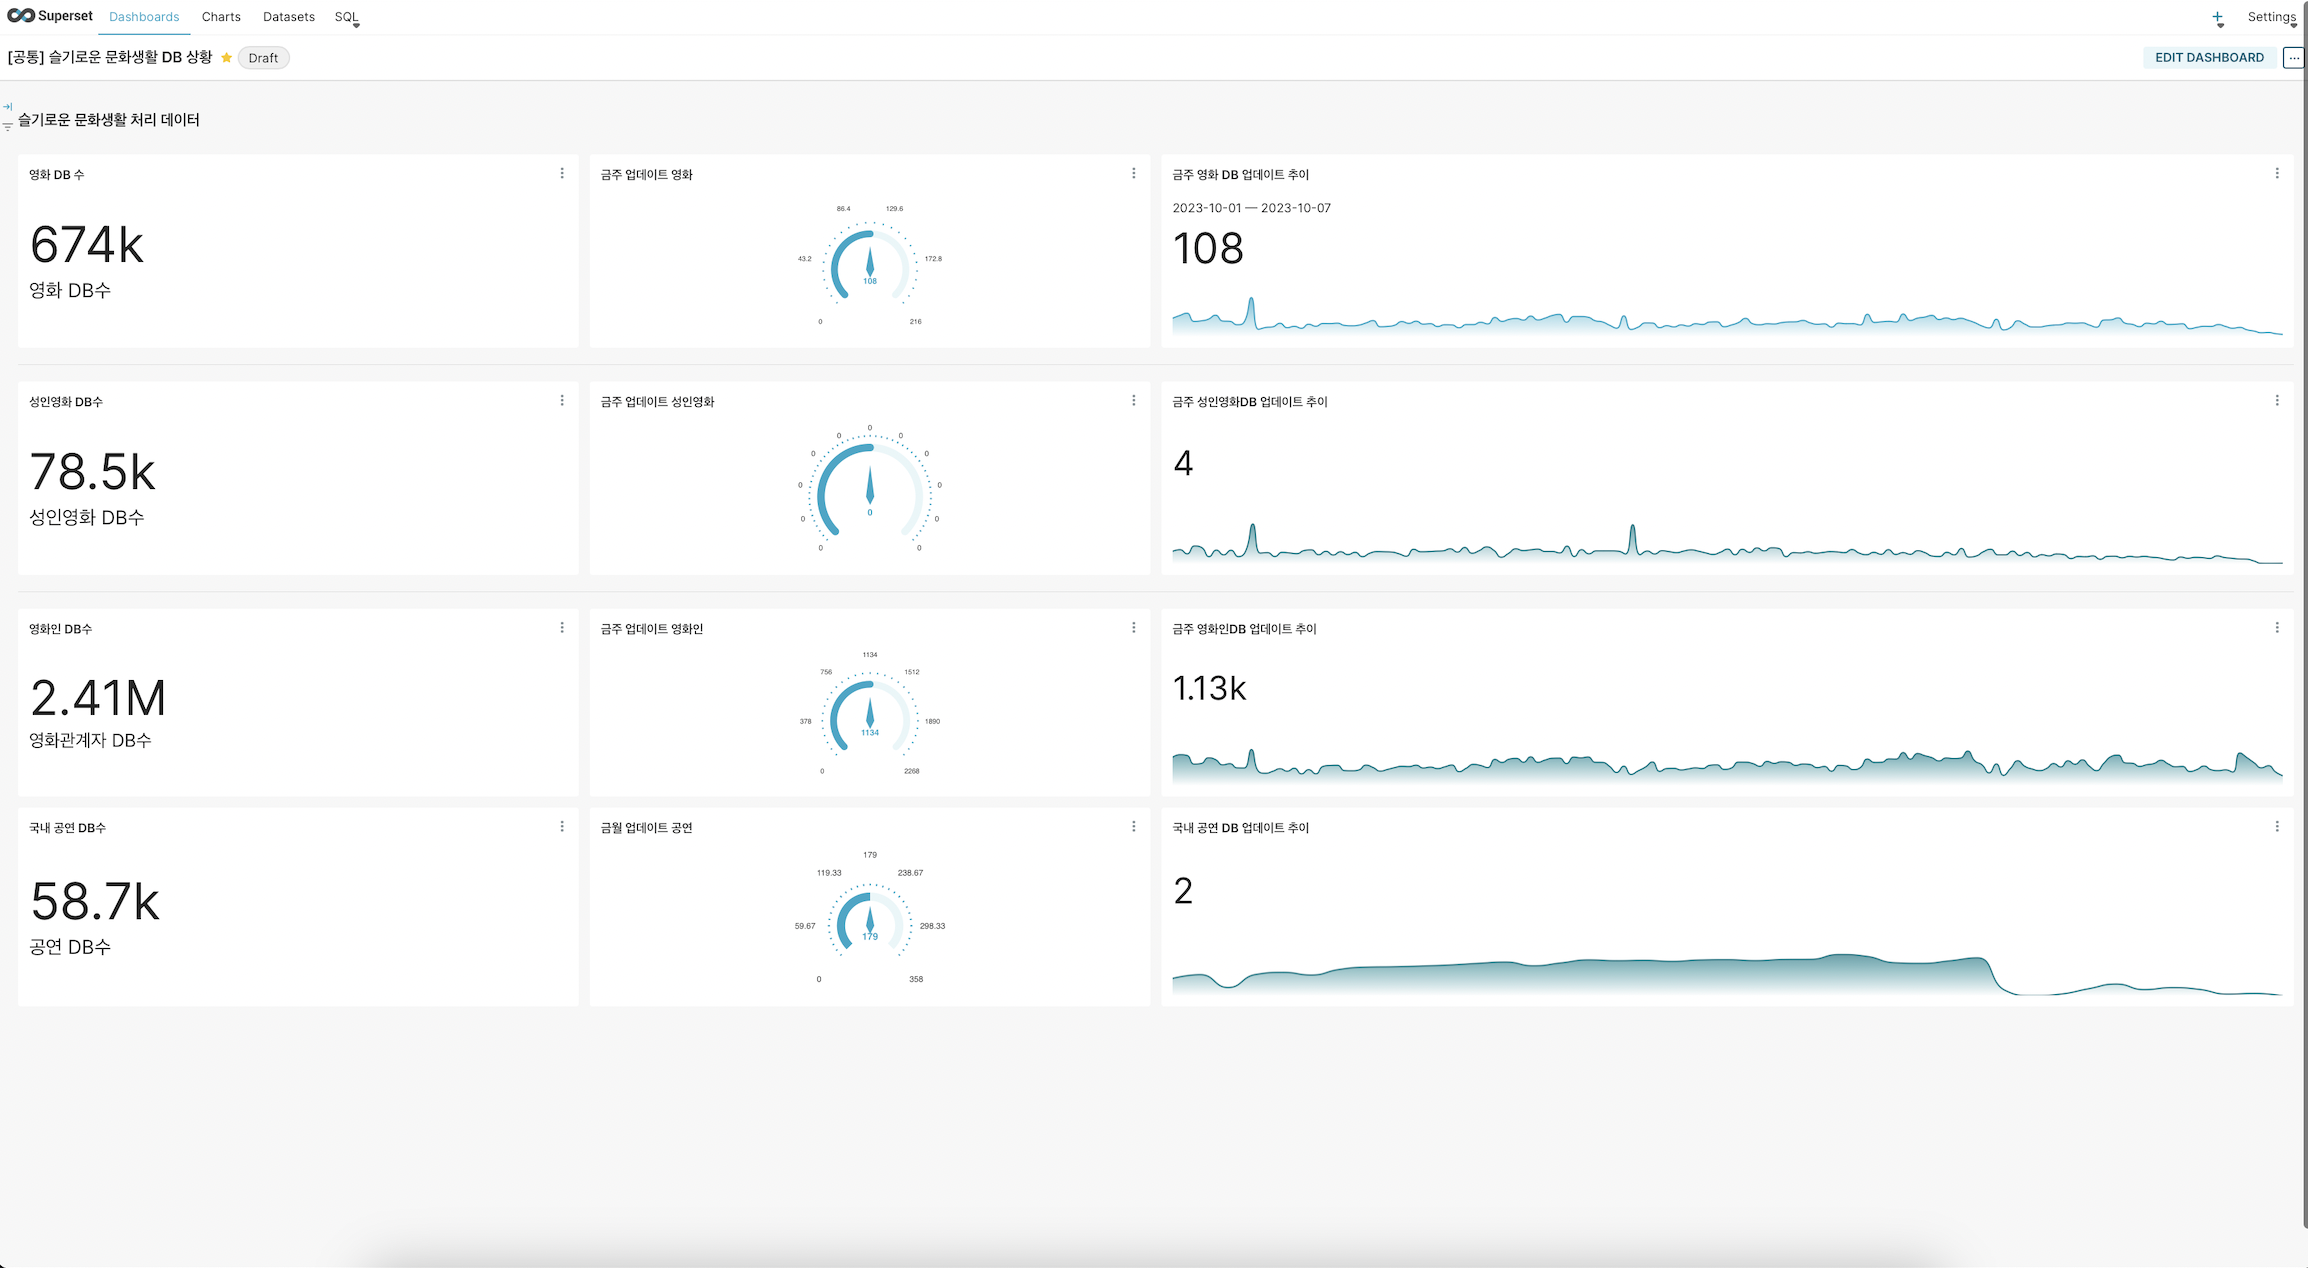 Superset Dashboards Charts Datasets SQL + Settings
[공통] 슬기로운 문화생활 DB 상황 Draft EDIT DASHBOARD ...
슬기로운 문화생활 처리 데이터
영화 DB 수
674k
영화 DB수
금주 업데이트 영화
86.4 129.6
43.2 172.8
108
0 216
금주 영화 DB 업데이트 추이
2023-10-01 — 2023-10-07
108
성인영화 DB수
78.5k
성인영화 DB수
금주 업데이트 성인영화
0
0 0
0 0
0 0
0
0 0
0 0
금주 성인영화DB 업데이트 추이
4
영화인 DB수
2.41M
영화관계자 DB수
금주 업데이트 영화인
1134
756 1512
378 1890
1134
0 2268
금주 영화인DB 업데이트 추이
1.13k
국내 공연 DB수
58.7k
공연 DB수
금월 업데이트 공연
179
119.33 238.67
59.67 298.33
179
0 358
국내 공연 DB 업데이트 추이
2